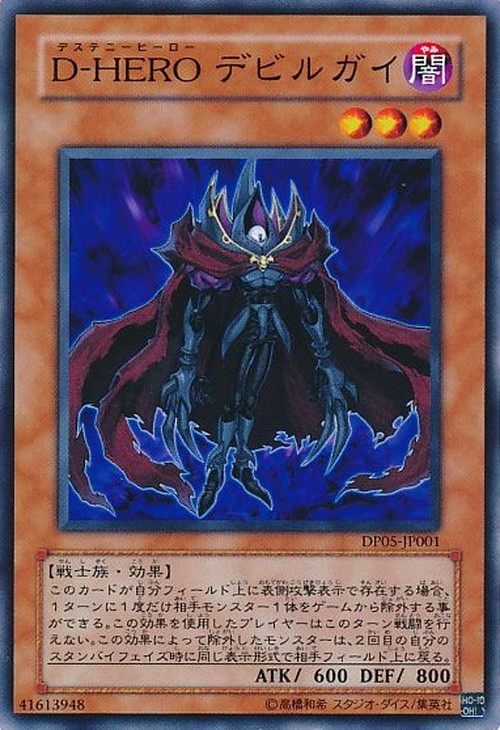 デステニーヒーロー
D-HERO デビルガイ
やみ
闇
DP05-JP001
【戦士族・効果】
このカードが自分フィールド上に表側攻撃表示で存在する場合、
1ターンに1度だけ相手モンスター1体をゲームから除外する事
ができる。この効果を使用したプレイヤーはこのターン戦闘を行
えない。この効果によって除外したモンスターは、2回目の自分の
スタンバイフェイズ時に同じ表示形式で相手フィールド上に戻る。
ATK/ 600 DEF/ 800
41613948
©高橋和希 スタジオ・ダイス/集英社